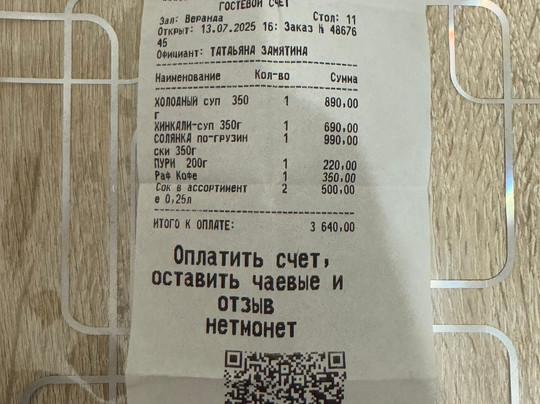 ГОСТЕВОЙ СЧЕТ
Зал: Веранда Стол: 11
Открыт: 13.07.2025 16: Заказ № 48676
45
Официант: ТАТАЬЯНА ЗАМЯТИНА
Наименование Кол-во Сумма
ХОЛОДНЫЙ СУП 350 1 890,00
Г
ХИНКАЛИ-СУП 350г 1 690,00
СОЛЯНКА ПО-ГРУЗИН 1 990,00
СКИ 350г
ПУРИ 200г 1 220,00
Раф Кофе 1 350,00
Сок в ассортимент 2 500,00
е 0,25л
ИТОГО К ОПЛАТЕ: 3 640,00
Оплатить счет,
оставить чаевые и
отзыв
нетмонет